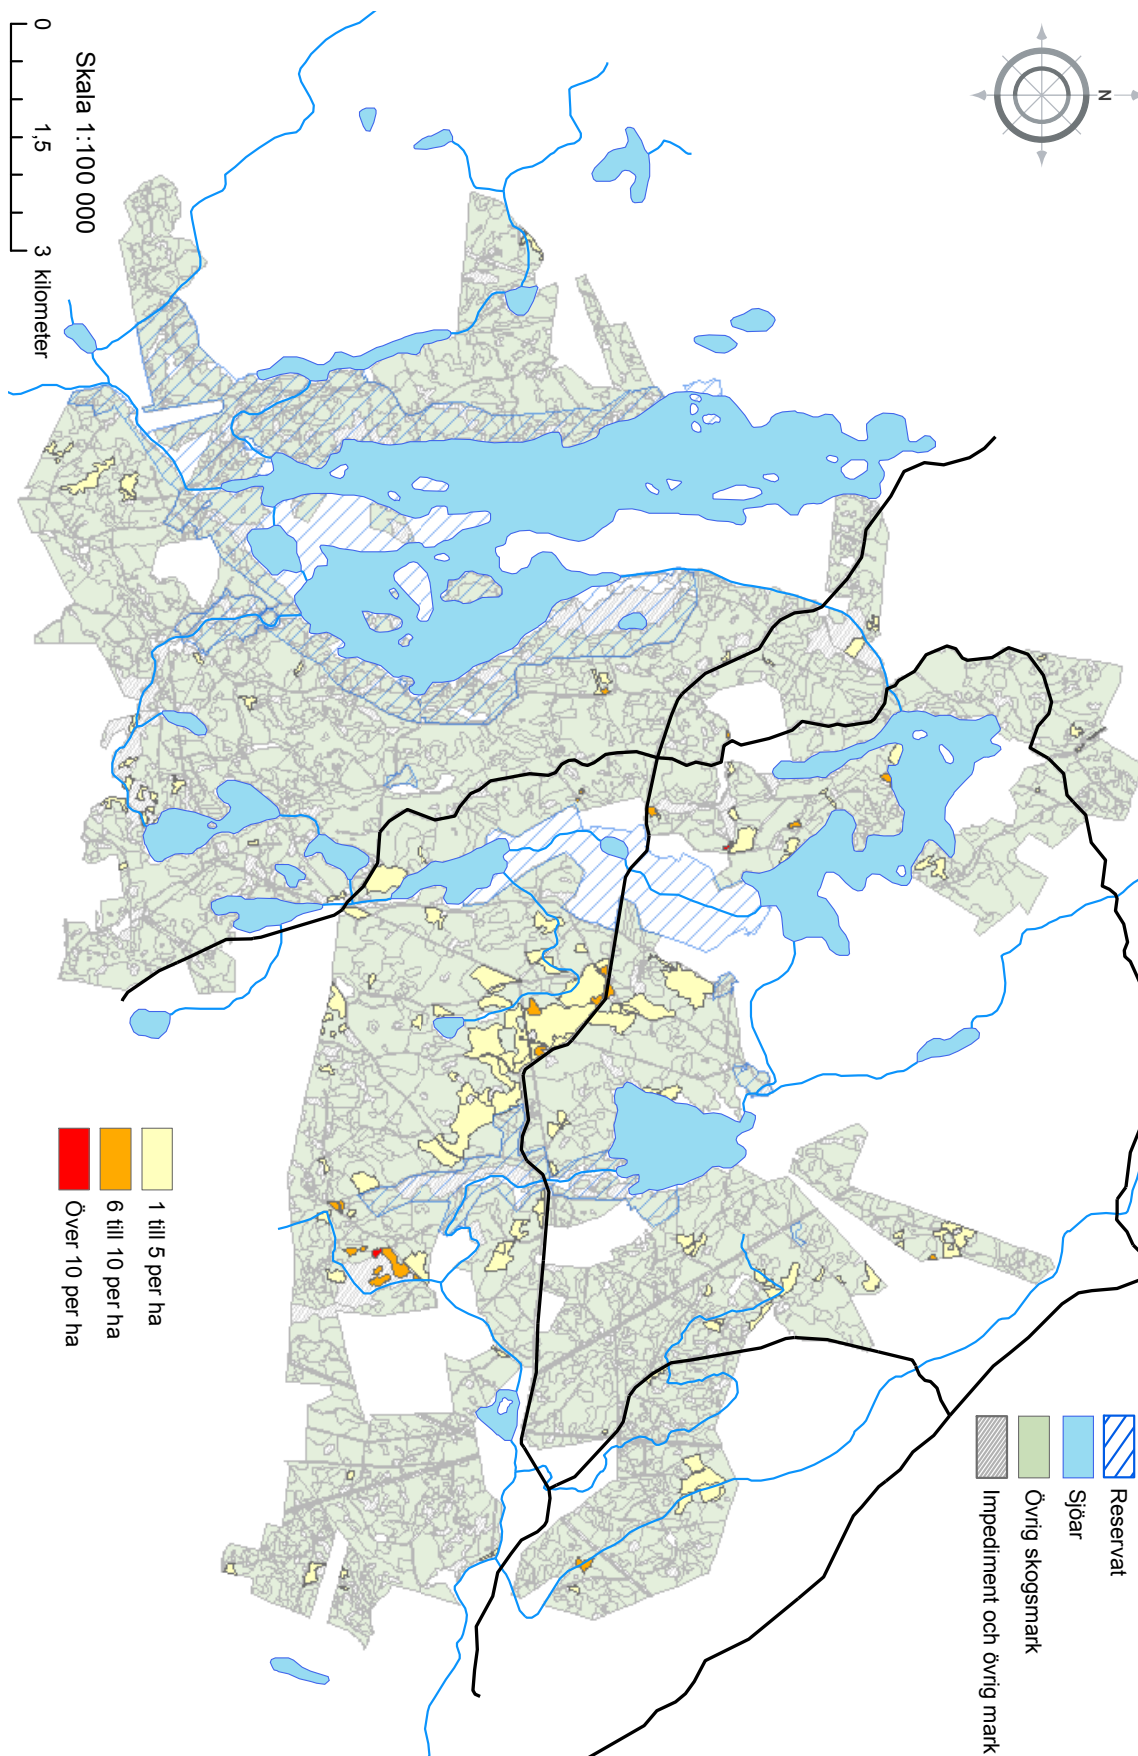 N
Reservat
Sjöar
Övrig skogsmark
Impediment och övrig mark
1 till 5 per ha
6 till 10 per ha
Över 10 per ha
Skala 1:100 000
0 1,5 3 kilometer